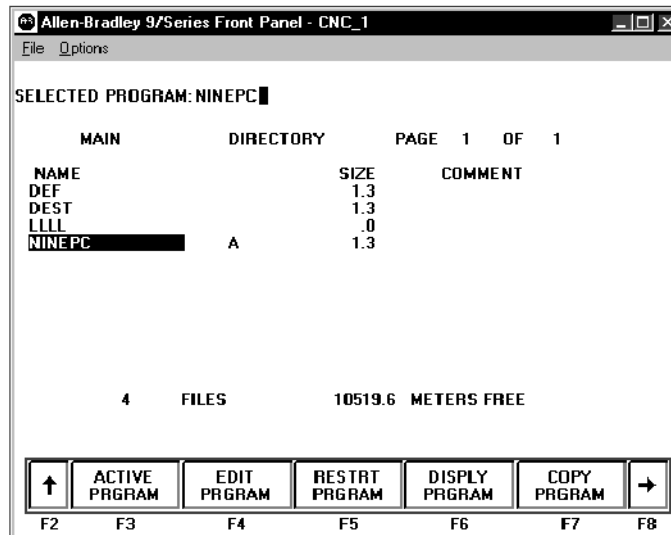 Allen-Bradley 9/Series Front Panel - CNC_1
File Options
SELECTED PROGRAM:NINEPC
MAIN DIRECTORY PAGE 1 OF 1
NAME SIZE COMMENT
DEF 1.3
DEST 1.3
LLLL .0
NINEPC A 1.3
4 FILES 10519.6 METERS FREE
ACTIVE EDIT RESTRT DISPLY COPY
PRGRAM PRGRAM PRGRAM PRGRAM PRGRAM
F2 F3 F4 F5 F6 F7 F8